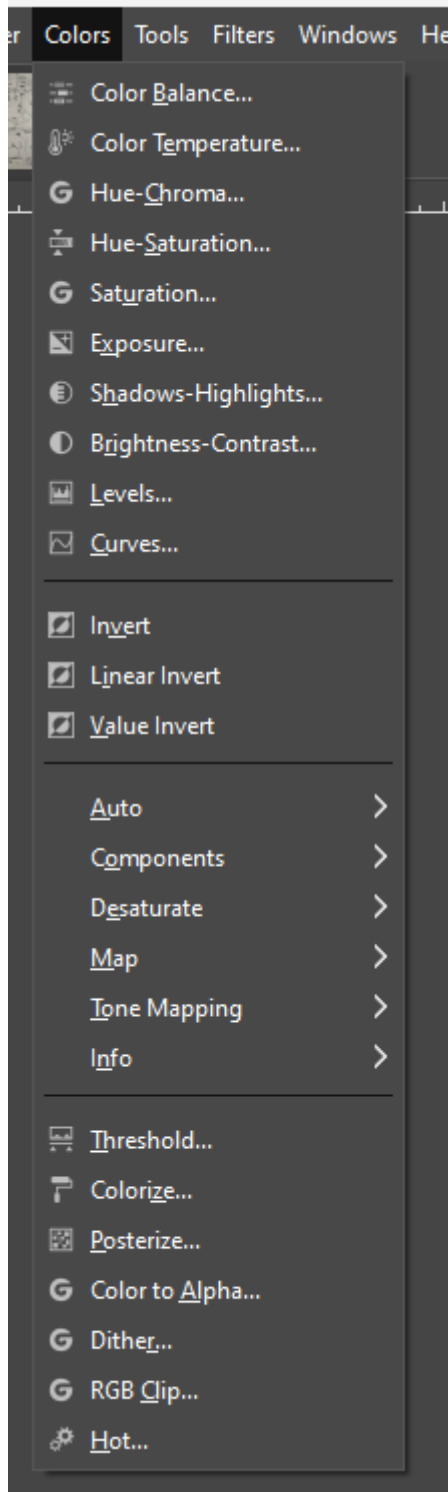 er Colors Tools Filters Windows He
Color Balance...
Color Temperature...
Hue-Chroma...
Hue-Saturation...
Saturation...
Exposure...
Shadows-Highlights...
Brightness-Contrast...
Levels...
Curves...
Invert
Linear Invert
Value Invert
Auto
Components
Desaturate
Map
Tone Mapping
Info
Threshold...
Colorize...
Posterize...
Color to Alpha...
Dither...
RGB Clip...
Hot...